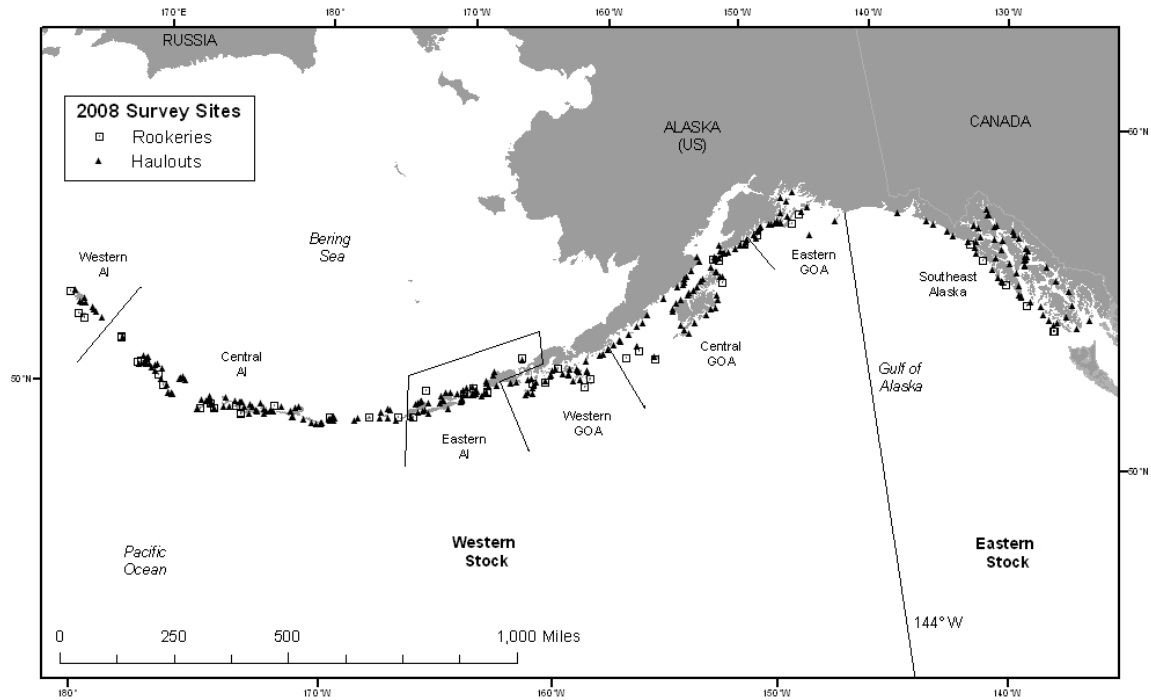 170°E
180°
170°W
160°W
150°W
140°W
130°W
RUSSIA
2008 Survey Sites
Rookeries
Haulouts
ALASKA
(US)
CANADA
60°N
Bering
Sea
Western
AI
Eastern
GOA
Southeast
Alaska
Central
AI
Central
GOA
Gulf of
Alaska
50°N
Western
GOA
Eastern
AI
50°N
Pacific
Ocean
Western
Stock
Eastern
Stock
144°W
0 250 500 1,000 Miles
180°
170°W
160°W
150°W
140°W